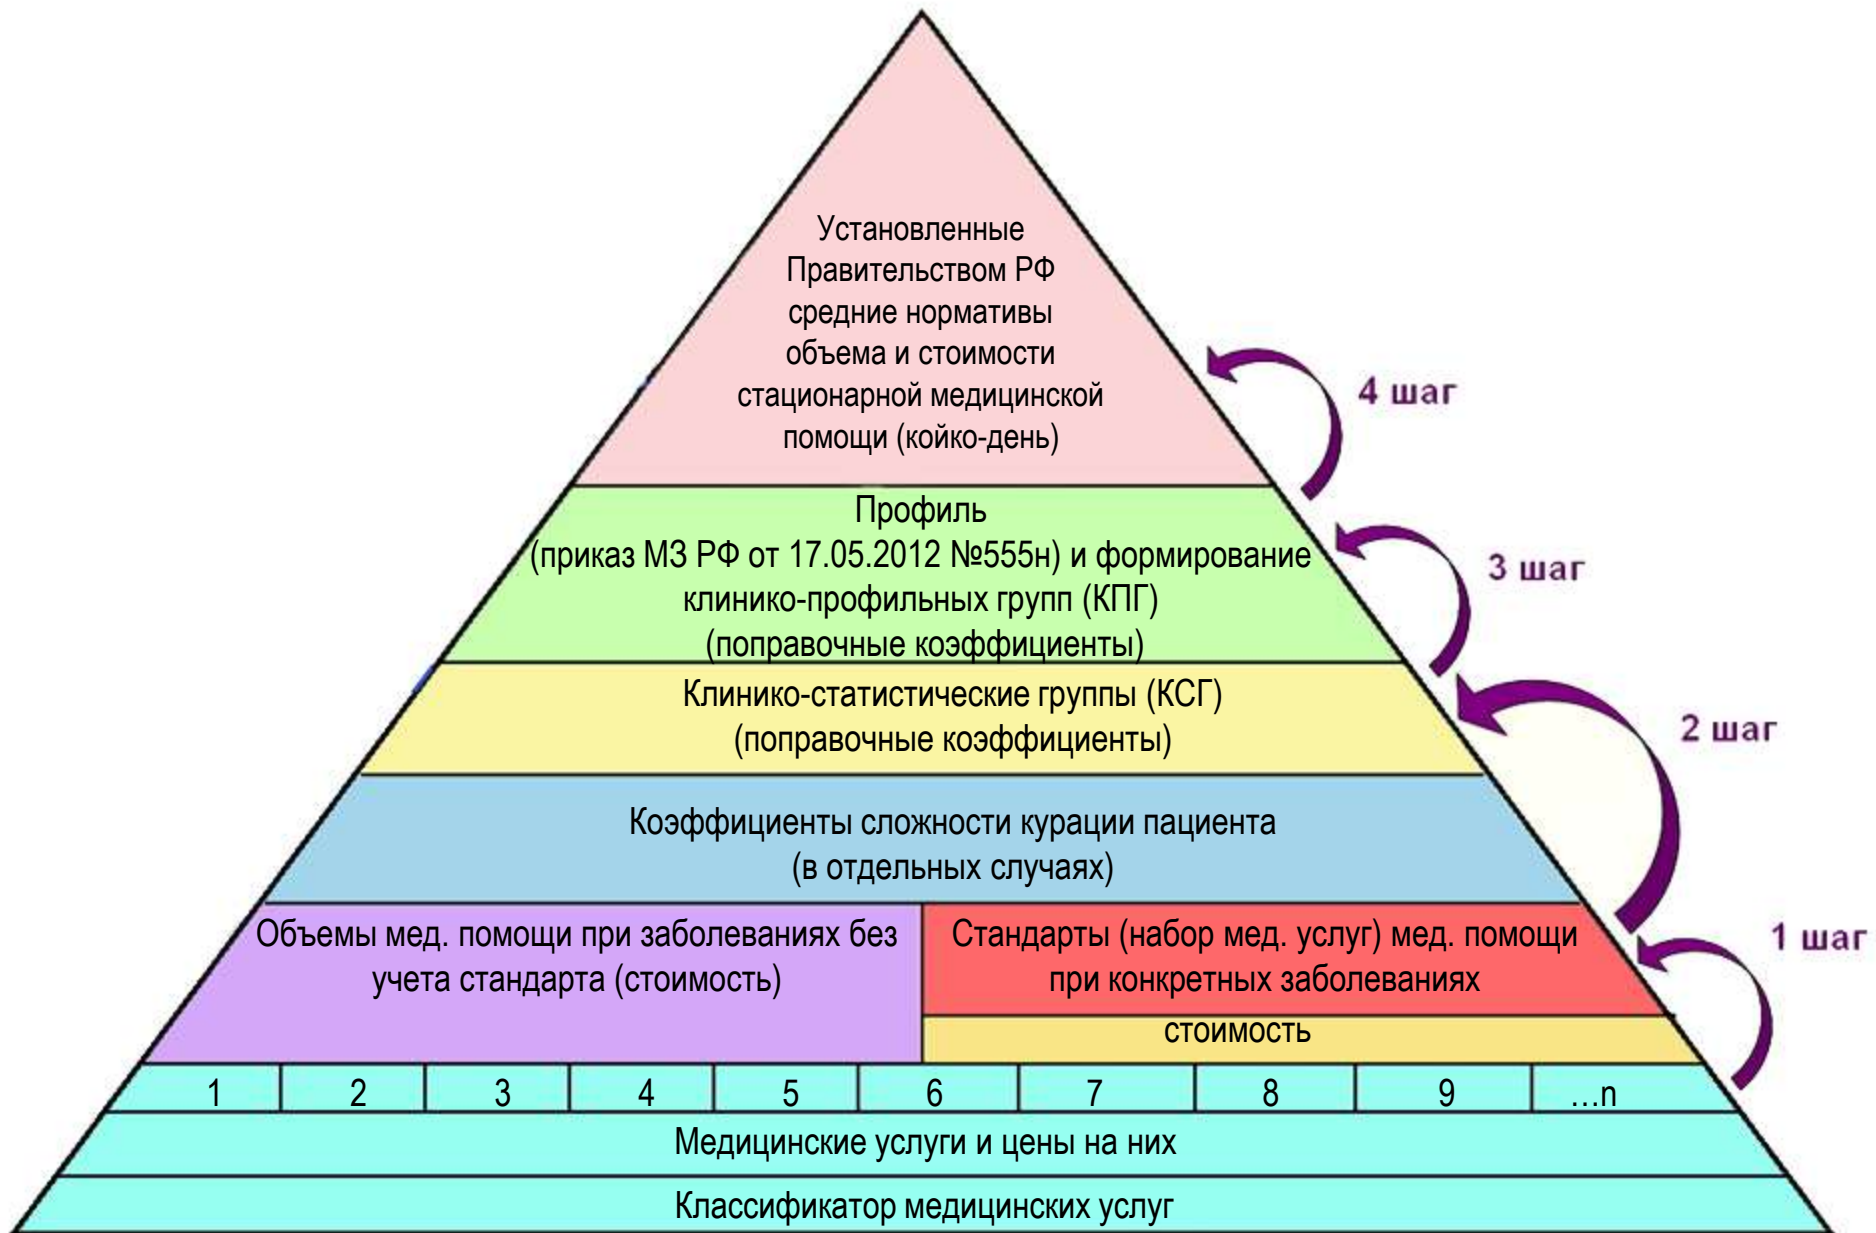 Установленные
Правительством РФ
средние нормативы
объема и стоимости
стационарной медицинской
помощи (койко-день)
4 шаг
Профиль
(приказ МЗ РФ от 17.05.2012 №555н) и формирование
клинико-профильных групп (КПГ)
(поправочные коэффициенты)
3 шаг
Клинико-статистические группы (КСГ)
(поправочные коэффициенты)
2 шаг
Коэффициенты сложности курации пациента
(в отдельных случаях)
Объемы мед. помощи при заболеваниях без
учета стандарта (стоимость)
Стандарты (набор мед. услуг) мед. помощи
при конкретных заболеваниях
1 шаг
стоимость
1 2 3 4 5 6 7 8 9 …n
Медицинские услуги и цены на них
Классификатор медицинских услуг